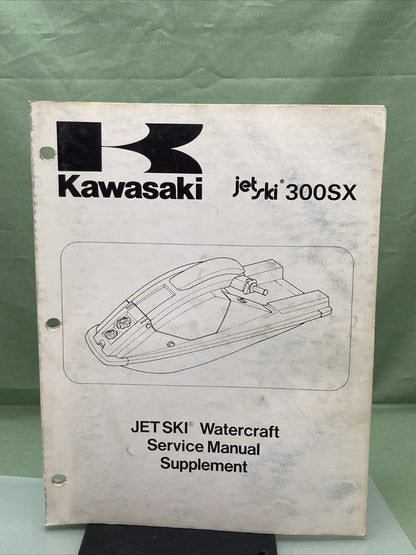 Kawasaki
jet ski® 300SX
JET SKI® Watercraft
Service Manual
Supplement